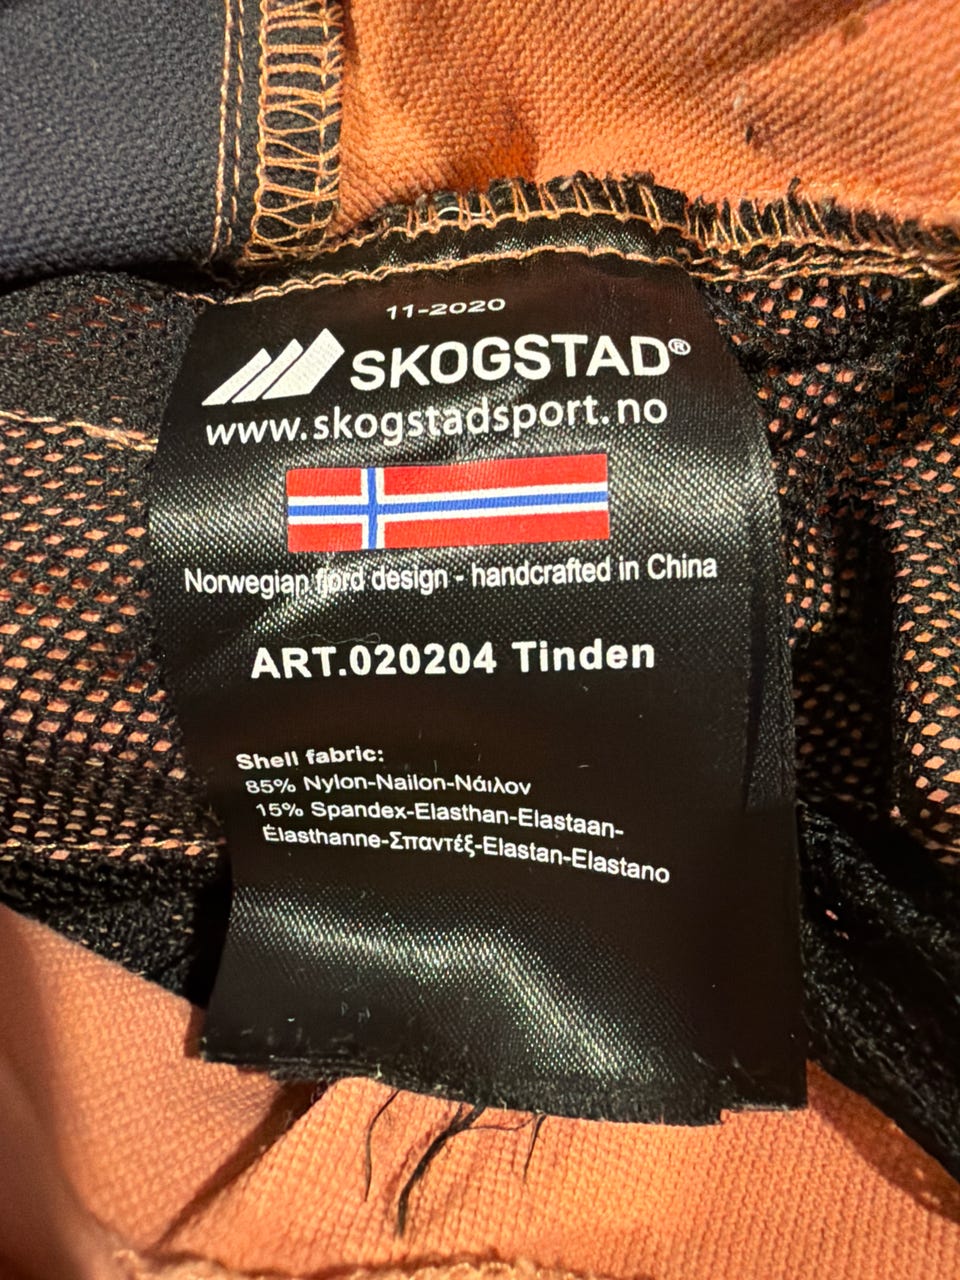 11-2020
SKOGSTAD®
www.skogstadsport.no
Norwegian fjord design - handcrafted in China
ART.020204 Tinden
Shell fabric:
85% Nylon-Nailon-Νάιλον
15% Spandex-Elasthan-Elastaan-
Élasthanne-Σπαντέξ-Elastan-Elastano